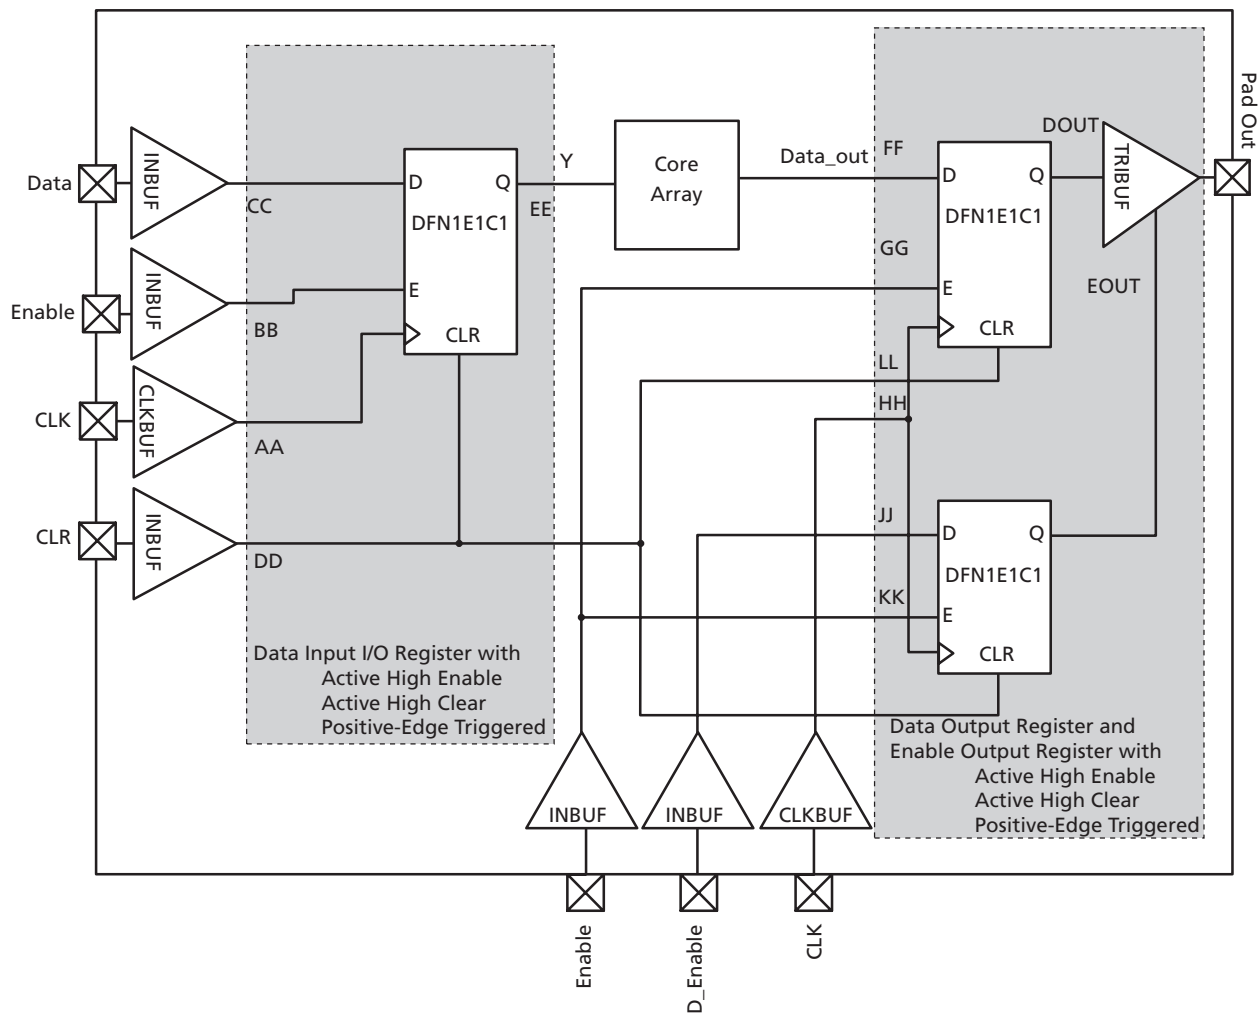 Pad Out
DOUT
INBUF
Data
CC
D
Q
DFN1E1C1
E
CLR
Y
EE
Core
Array
Data_out
FF
D
Q
DFN1E1C1
TRIBUF
GG
E
CLR
EOUT
INBUF
Enable
BB
CLKBUF
CLK
AA
LL
HH
INBUF
CLR
DD
JJ
D
Q
DFN1E1C1
KK
E
CLR
Data Input I/O Register with
Active High Enable
Active High Clear
Positive-Edge Triggered
Data Output Register and
Enable Output Register with
Active High Enable
Active High Clear
Positive-Edge Triggered
INBUF
INBUF
CLKBUF
Enable
D_Enable
CLK